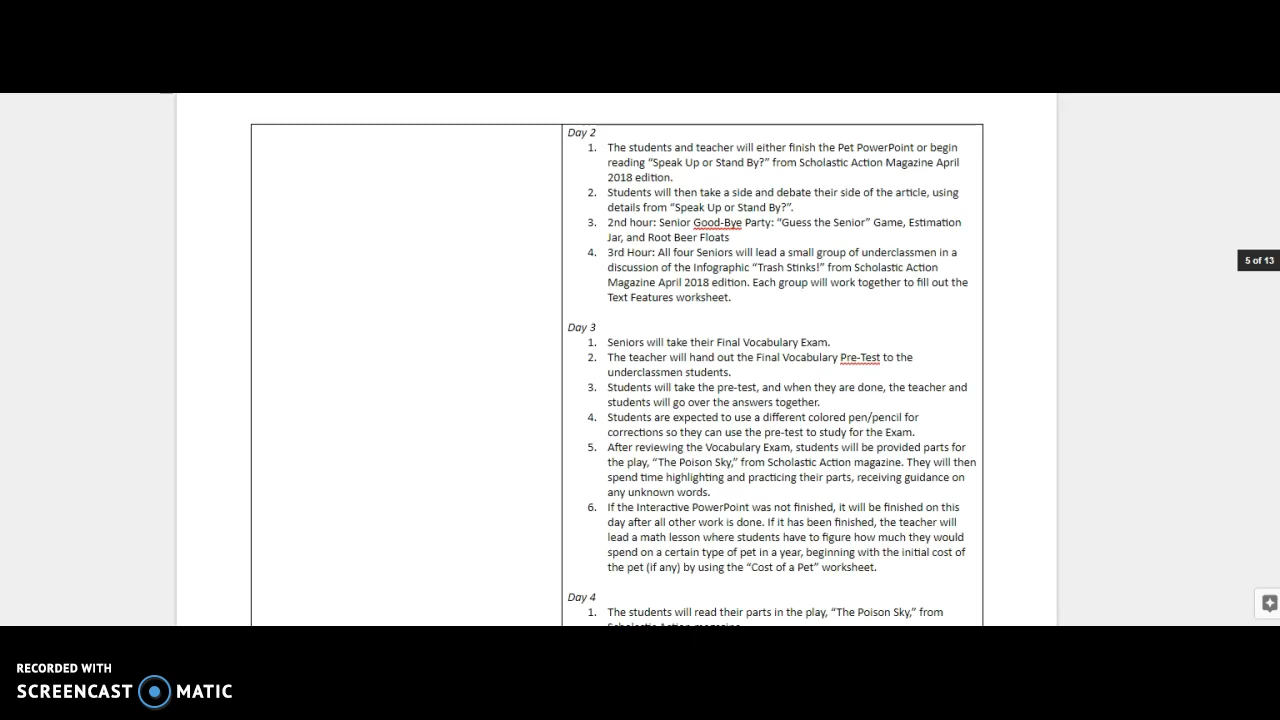 Day 2
1. The students and teacher will either finish the Pet PowerPoint or begin
reading “Speak Up or Stand By?” from Scholastic Action Magazine April
2018 edition.
2. Students will then take a side and debate their side of the article, using
details from “Speak Up or Stand By?”.
3. 2nd hour: Senior Good-Bye Party: “Guess the Senior” Game, Estimation
Jar, and Root Beer Floats
4. 3rd Hour: All four Seniors will lead a small group of underclassmen in a
discussion of the Infographic “Trash Stinks!” from Scholastic Action
Magazine April 2018 edition. Each group will work together to fill out the
Text Features worksheet.
Day 3
1. Seniors will take their Final Vocabulary Exam.
2. The teacher will hand out the Final Vocabulary Pre-Test to the
underclassmen students.
3. Students will take the pre-test, and when they are done, the teacher and
students will go over the answers together.
4. Students are expected to use a different colored pen/pencil for
corrections so they can use the pre-test to study for the Exam.
5. After reviewing the Vocabulary Exam, students will be provided parts for
the play, “The Poison Sky,” from Scholastic Action magazine. They will then
spend time highlighting and practicing their parts, receiving guidance on
any unknown words.
6. If the Interactive PowerPoint was not finished, it will be finished on this
day after all other work is done. If it has been finished, the teacher will
lead a math lesson where students have to figure how much they would
spend on a certain type of pet in a year, beginning with the initial cost of
the pet (if any) by using the “Cost of a Pet” worksheet.
Day 4
1. The students will read their parts in the play, “The Poison Sky,” from
Scholastic Action magazine.
5 of 13
RECORDED WITH
SCREENCAST MATIC